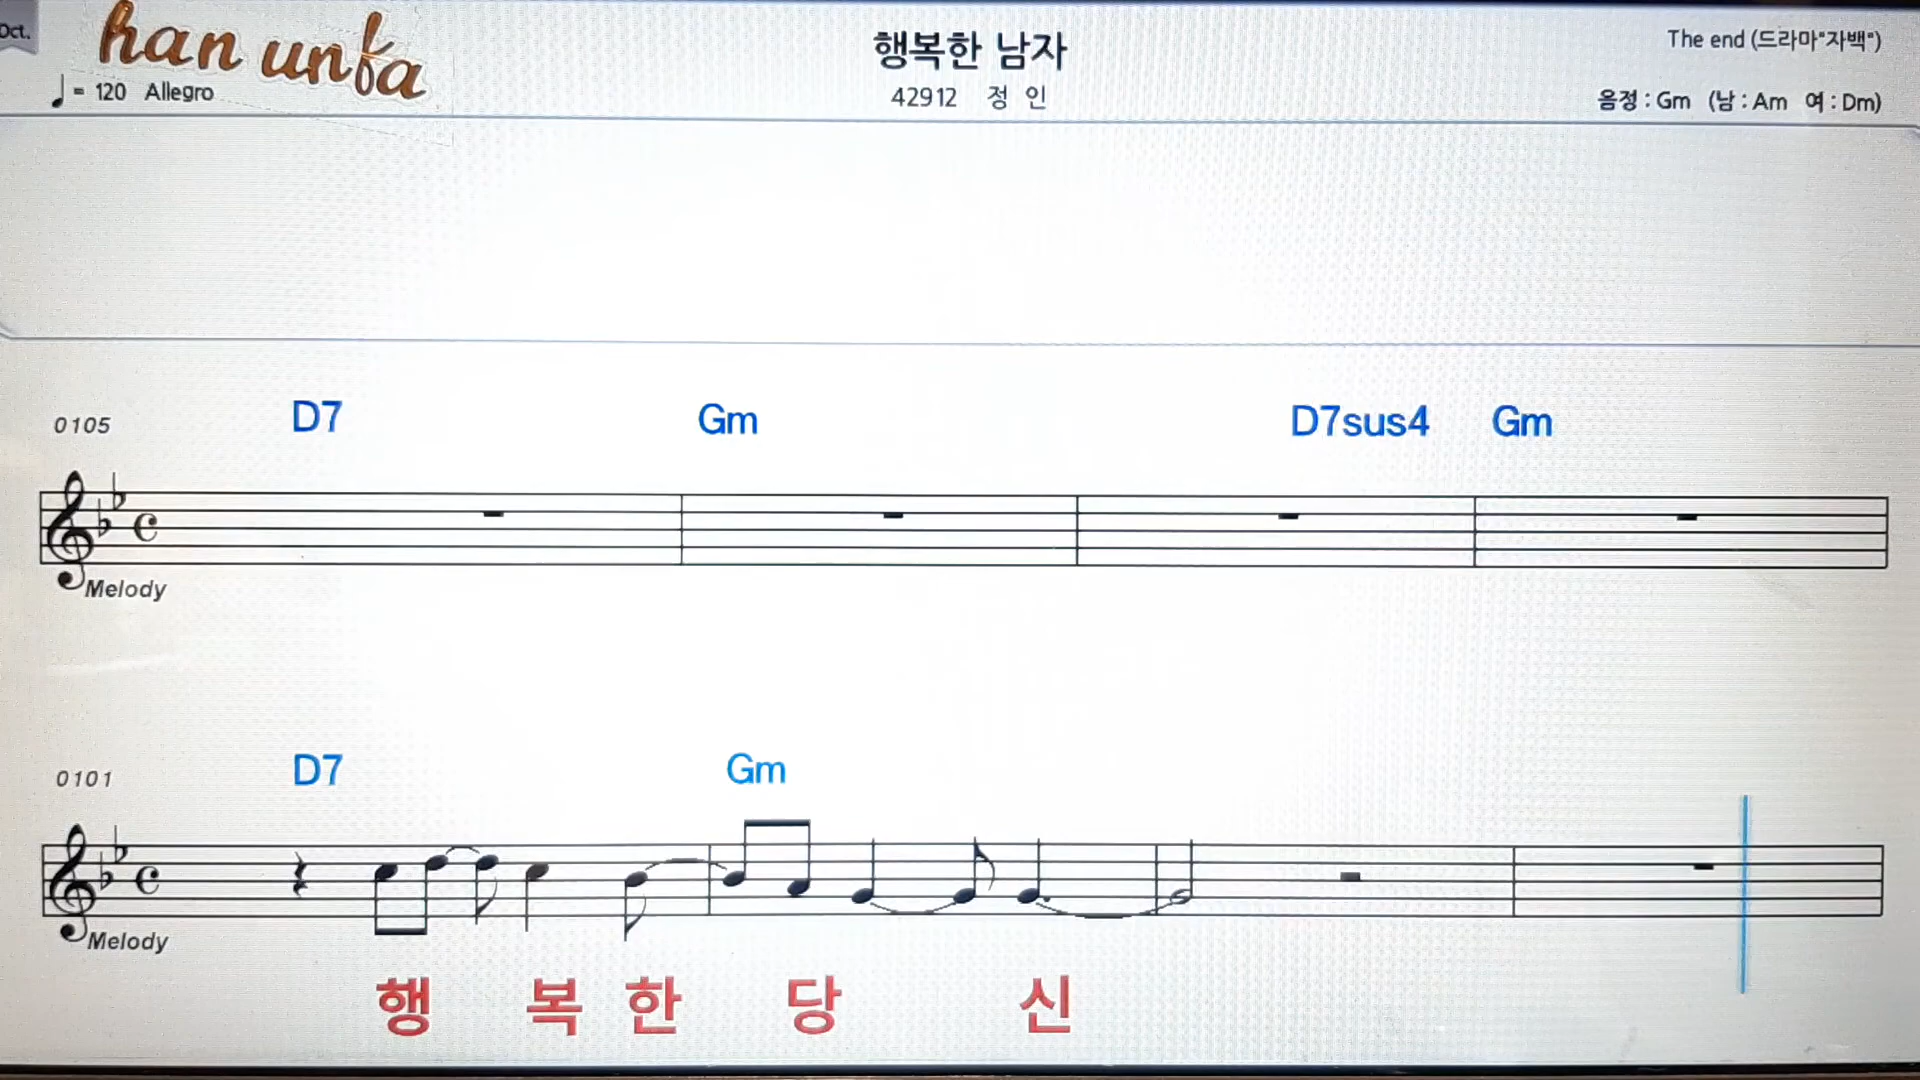 Oct.
han unfa
행복한 남자
The end (드라마"자백")
♩= 120 Allegro
42912 정 인
음정 : Gm (남 : Am 여 : Dm)
0105 D7 Gm D7sus4 Gm
Melody
0101 D7 Gm
Melody
행 복 한 당 신